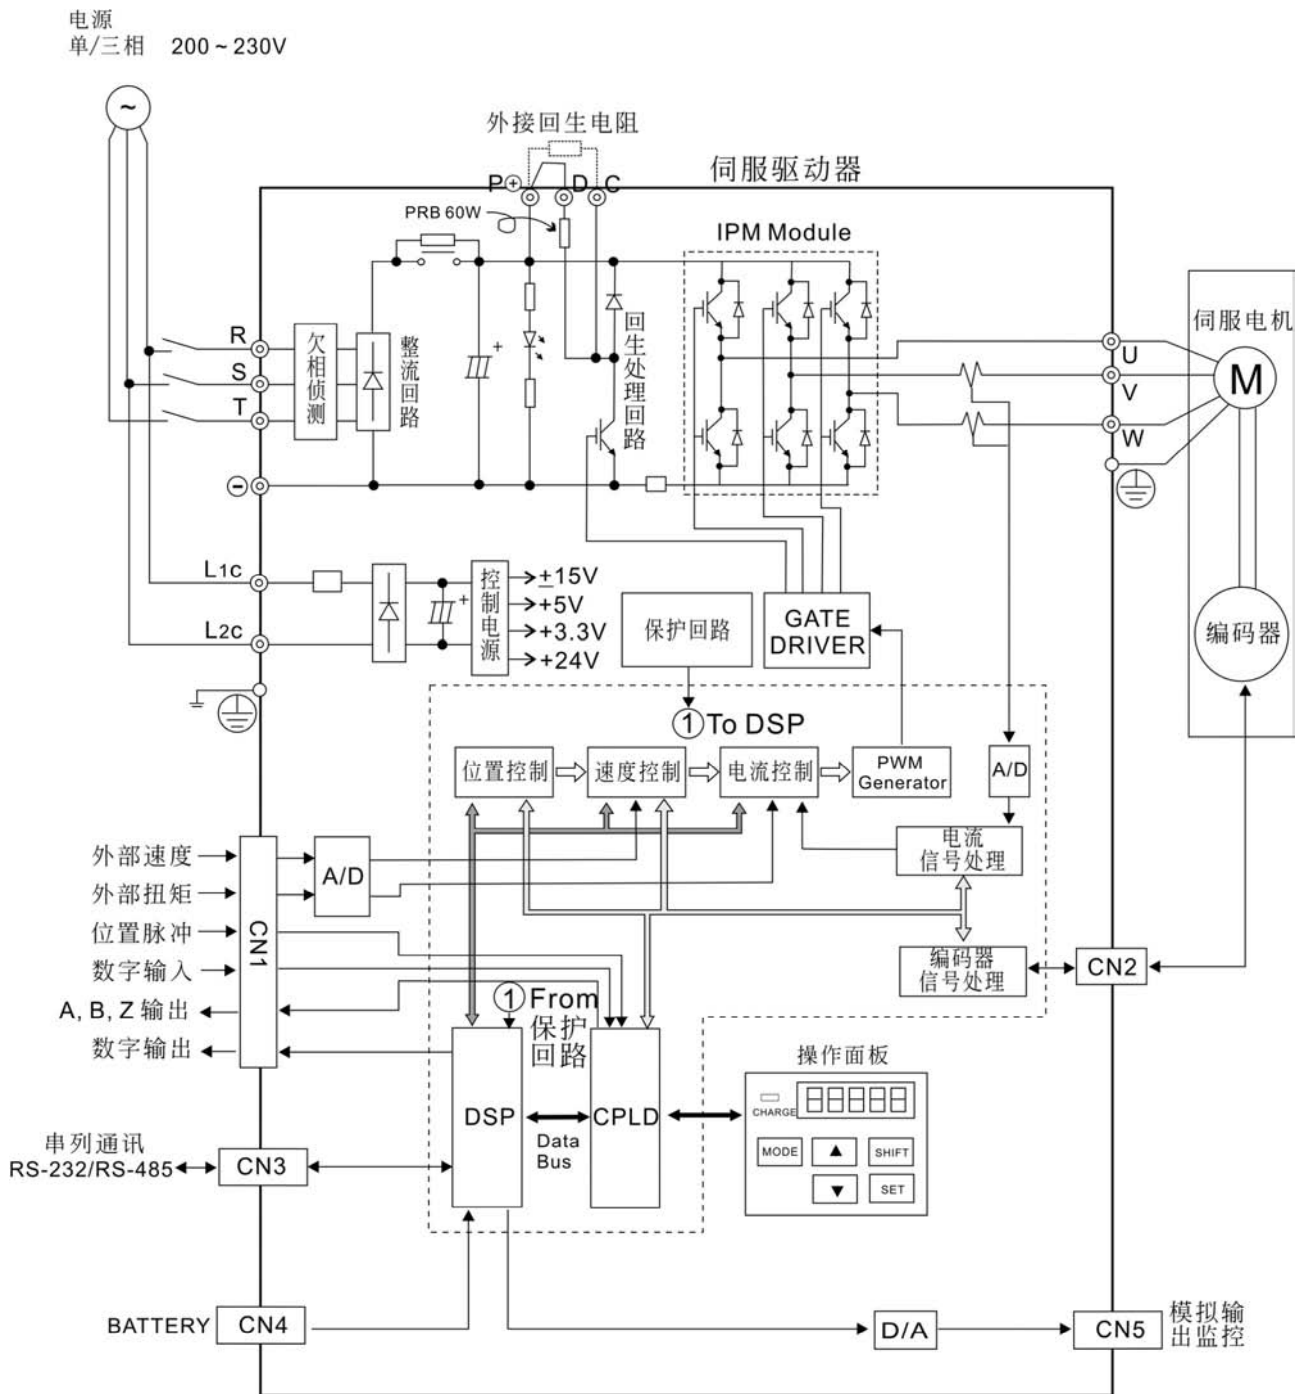 电源
单/三相 200 ~ 230V
~
外接回生电阻
伺服驱动器
P⊕ D C
PRB 60W
IPM Module
伺服电机
R
S
T
欠相侦测
整流回路
+
回生处理回路
U
V
W
M
⊖
L1c
L2c
+
控制电源
±15V
+5V
+3.3V
+24V
保护回路
GATE
DRIVER
编码器
① To DSP
位置控制
速度控制
电流控制
PWM
Generator
A/D
电流
信号处理
外部速度
外部扭矩
位置脉冲
数字输入
A, B, Z 输出
数字输出
CN1
A/D
编码器
信号处理
CN2
① From
保护
回路
DSP
Data
Bus
CPLD
操作面板
CHARGE
88888
MODE
▲
SHIFT
▼
SET
串列通讯
RS-232/RS-485
CN3
BATTERY
CN4
D/A
CN5
模拟输
出监控